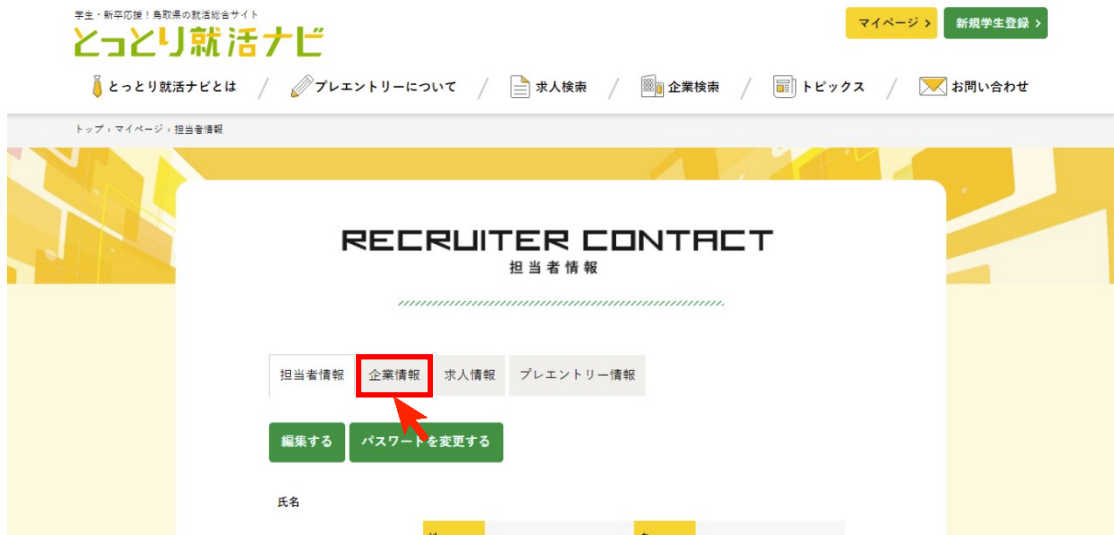 学生・新卒応援！鳥取県の就活総合サイト
とっとり就活ナビ
マイページ ›
新規学生登録 ›
とっとり就活ナビとは / プレエントリーについて / 求人検索 / 企業検索 / トピックス / お問い合わせ
トップ › マイページ › 担当者情報
RECRUITER CONTACT
担当者情報
担当者情報 企業情報 求人情報 プレエントリー情報
編集する パスワードを変更する
氏名